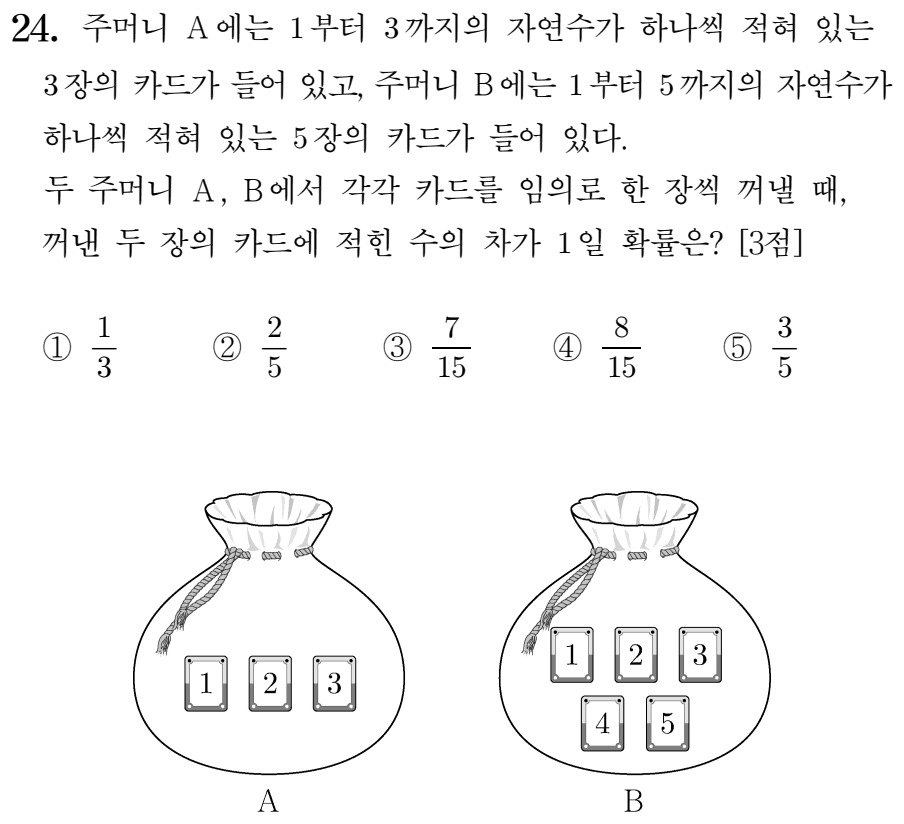 24. 주머니 A에는 1부터 3까지의 자연수가 하나씩 적혀 있는
3장의 카드가 들어 있고, 주머니 B에는 1부터 5까지의 자연수가
하나씩 적혀 있는 5장의 카드가 들어 있다.
두 주머니 A, B에서 각각 카드를 임의로 한 장씩 꺼낼 때,
꺼낸 두 장의 카드에 적힌 수의 차가 1일 확률은? [3점]
① 1/3 ② 2/5 ③ 7/15 ④ 8/15 ⑤ 3/5
1 2 3
A
1 2 3
4 5
B